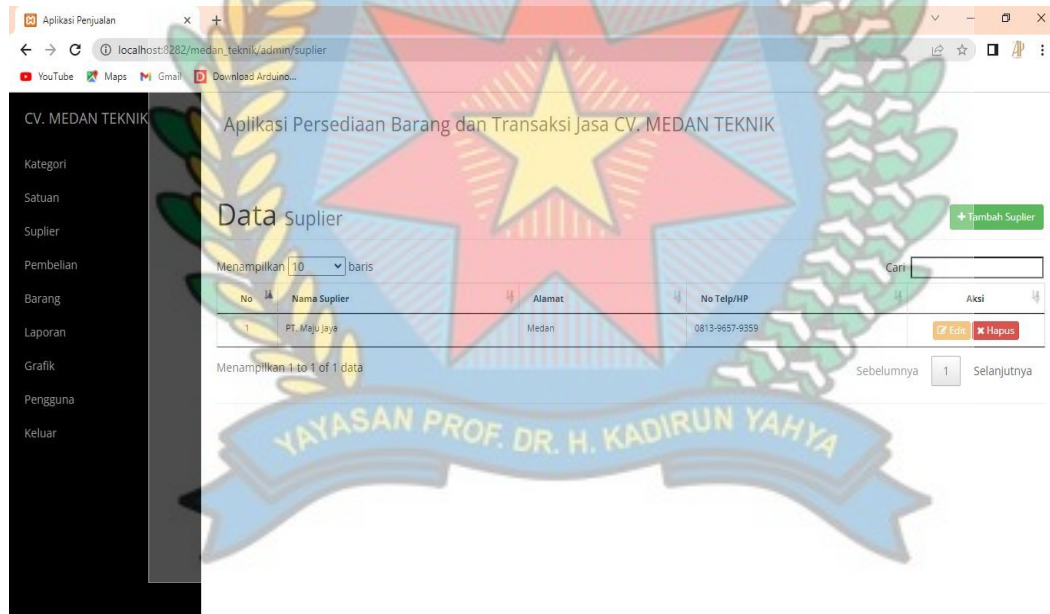 Aplikasi Penjualan
localhost:8282/medan_teknik/admin/suplier
YouTube Maps Gmail Download Arduino...
CV. MEDAN TEKNIK
Aplikasi Persediaan Barang dan Transaksi Jasa CV. MEDAN TEKNIK
Kategori
Satuan
Suplier
Pembelian
Barang
Laporan
Grafik
Pengguna
Keluar
Data Suplier
+ Tambah Suplier
Menampilkan 10 baris
Cari
No Nama Suplier Alamat No Telp/HP Aksi
1 PT. Maju Jaya Medan 0813-9657-9359 Edit Hapus
Menampilkan 1 to 1 of 1 data
Sebelumnya 1 Selanjutnya
YAYASAN PROF. DR. H. KADIRUN YAHYA